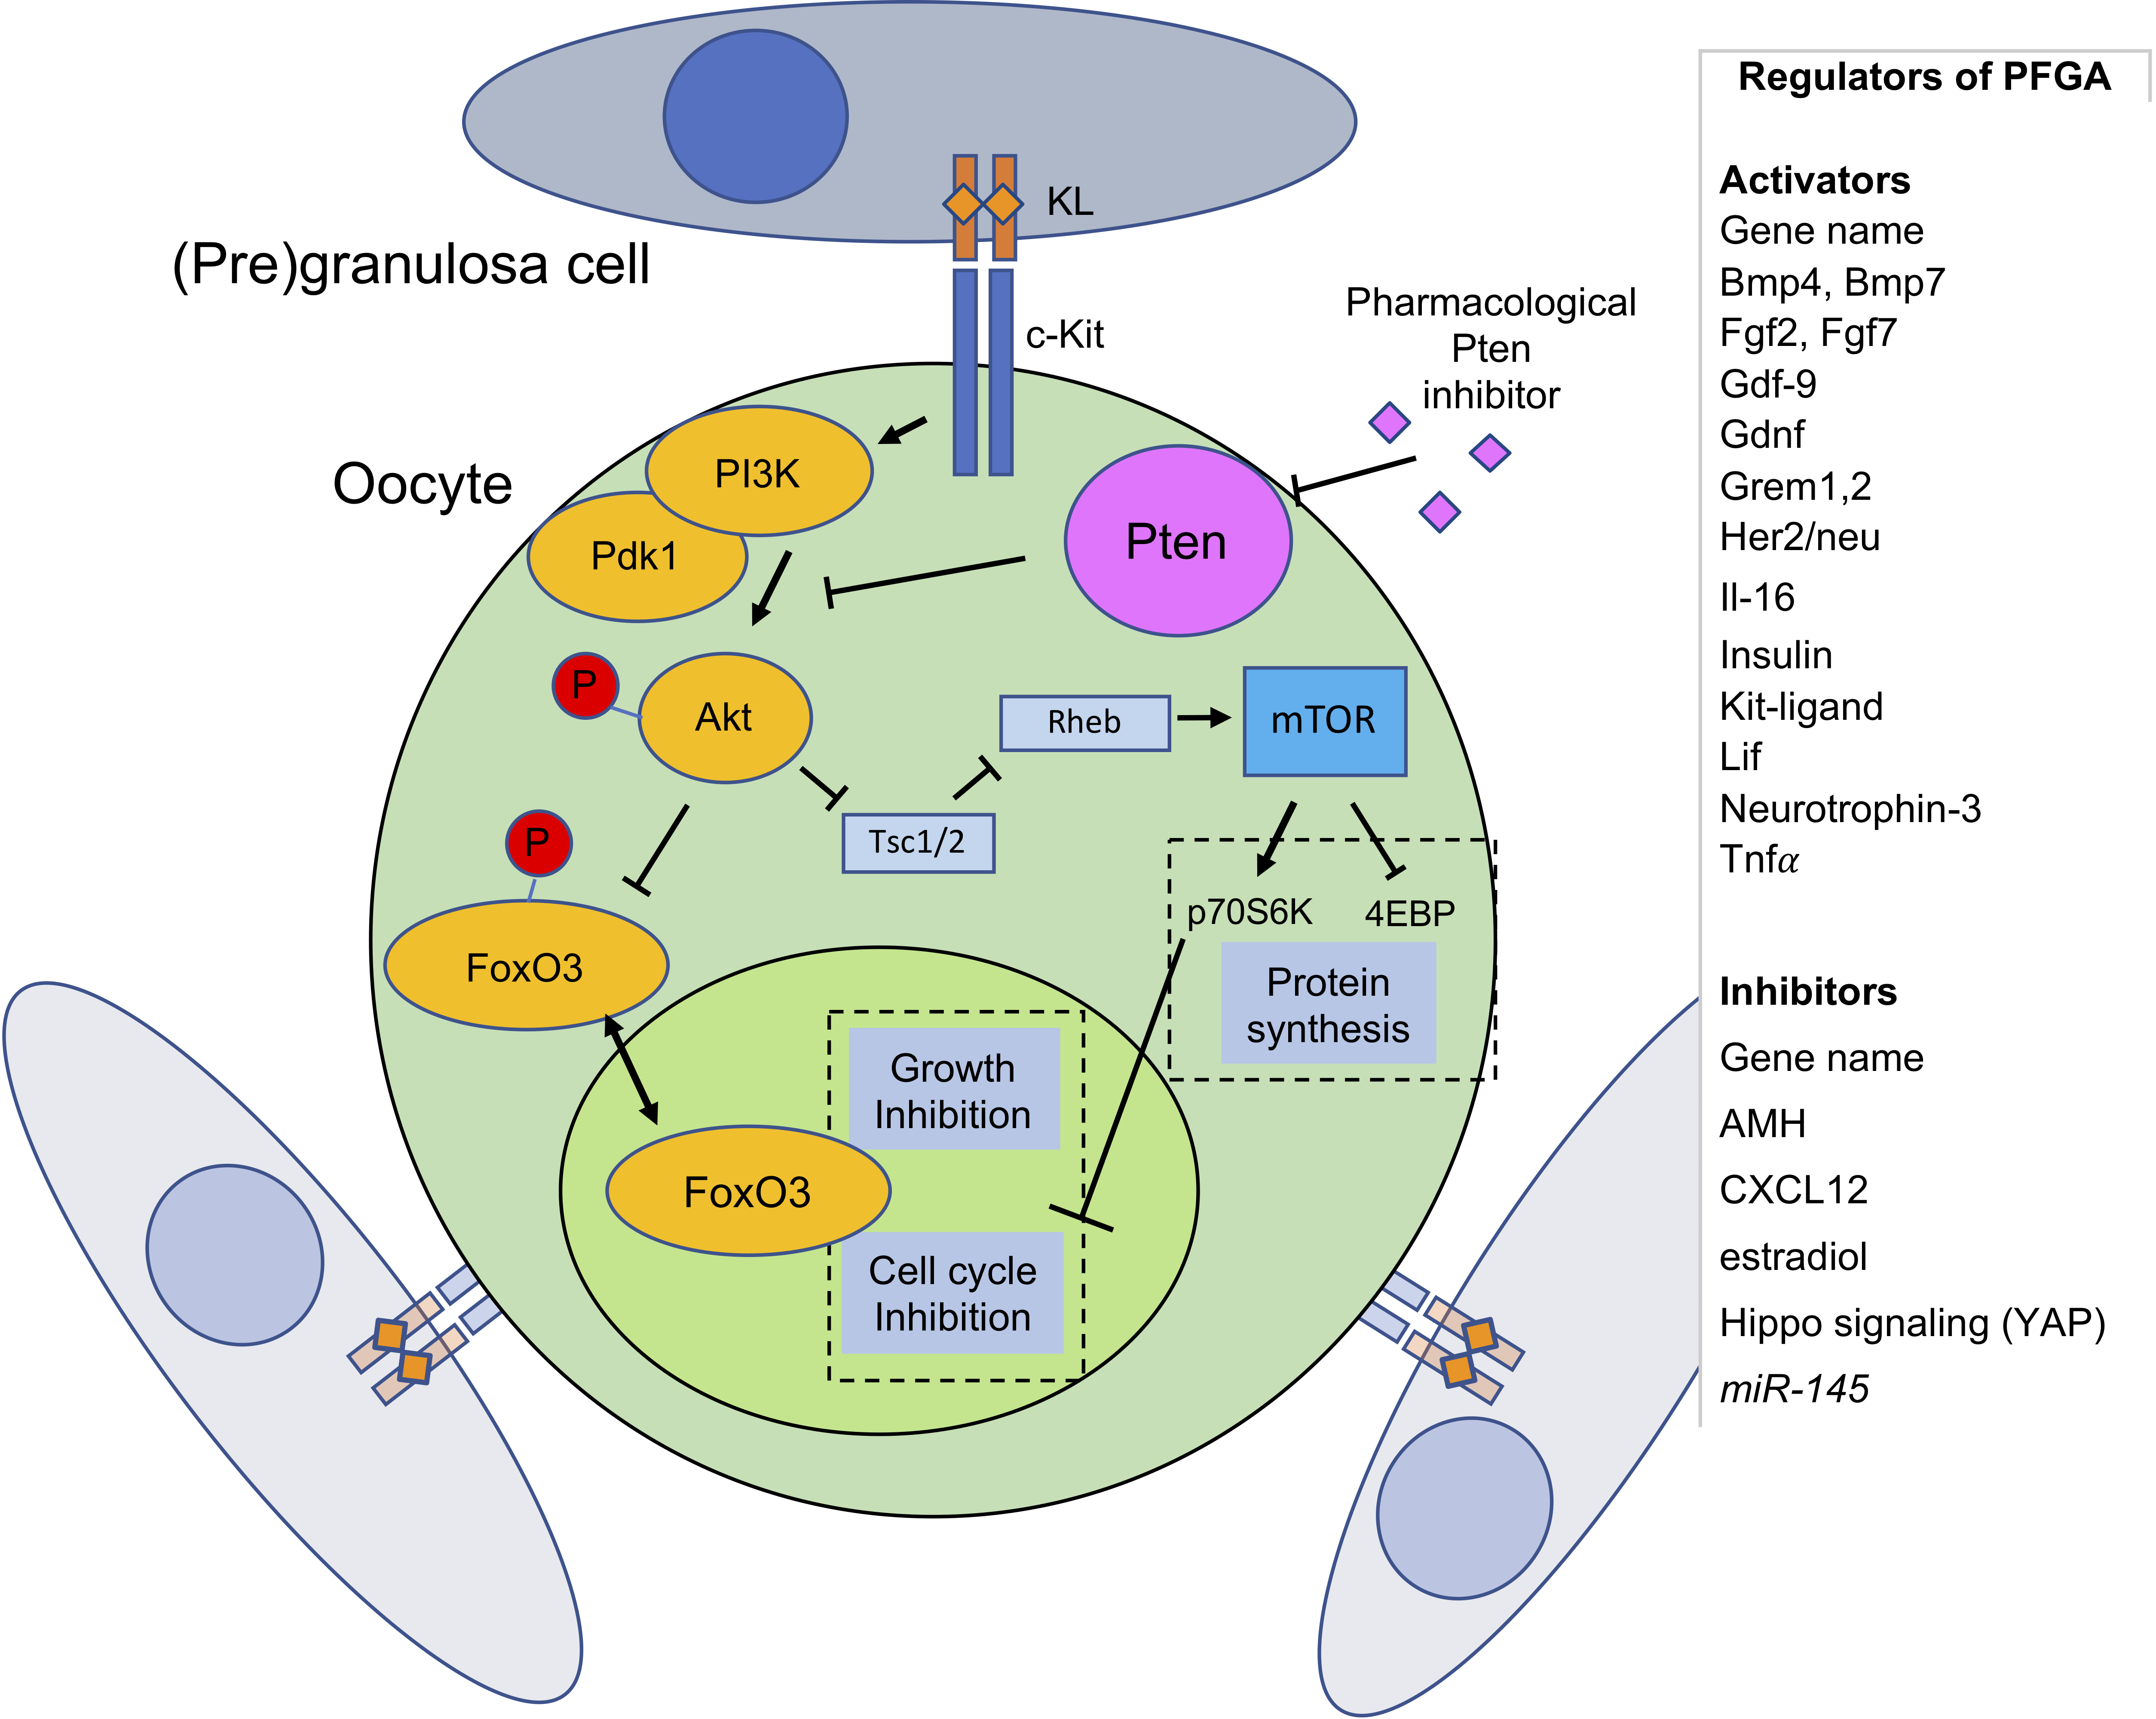 KL
(Pre)granulosa cell
c-Kit
Pharmacological
Pten
inhibitor
Oocyte
PI3K
Pdk1
Pten
P
Akt
Rheb
mTOR
P
Tsc1/2
p70S6K
4EBP
FoxO3
Protein
synthesis
Growth
Inhibition
FoxO3
Cell cycle
Inhibition
Regulators of PFGA
Activators
Gene name
Bmp4, Bmp7
Fgf2, Fgf7
Gdf-9
Gdnf
Grem1,2
Her2/neu
Il-16
Insulin
Kit-ligand
Lif
Neurotrophin-3
Tnfα
Inhibitors
Gene name
AMH
CXCL12
estradiol
Hippo signaling (YAP)
miR-145